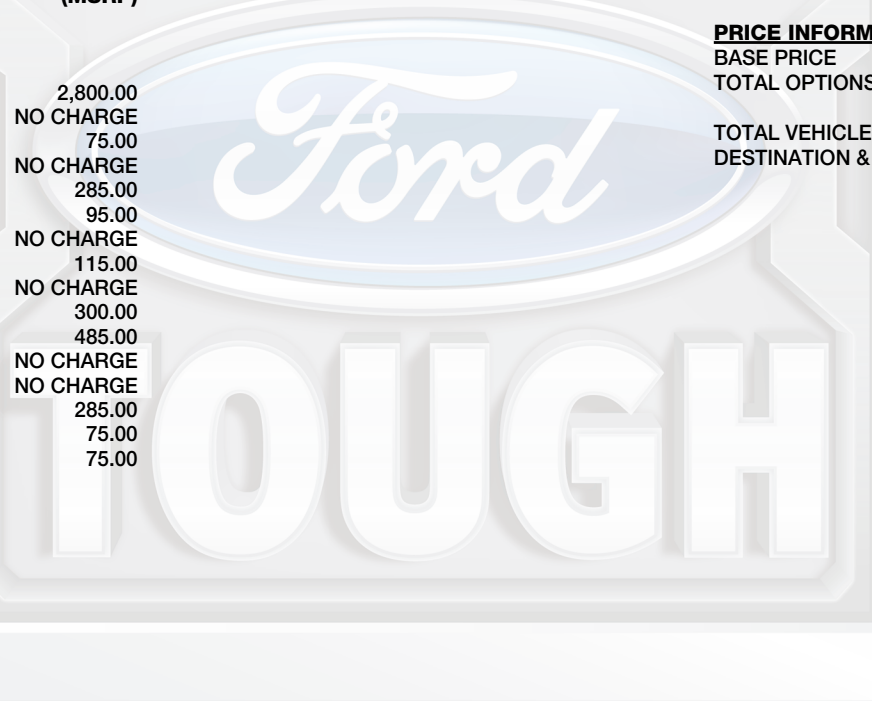 (MSRP)
2,800.00
NO CHARGE
75.00
NO CHARGE
285.00
95.00
NO CHARGE
115.00
NO CHARGE
300.00
485.00
NO CHARGE
NO CHARGE
285.00
75.00
75.00
PRICE INFORM
BASE PRICE
TOTAL OPTIONS
TOTAL VEHICLE
DESTINATION &
Ford
TOUGH